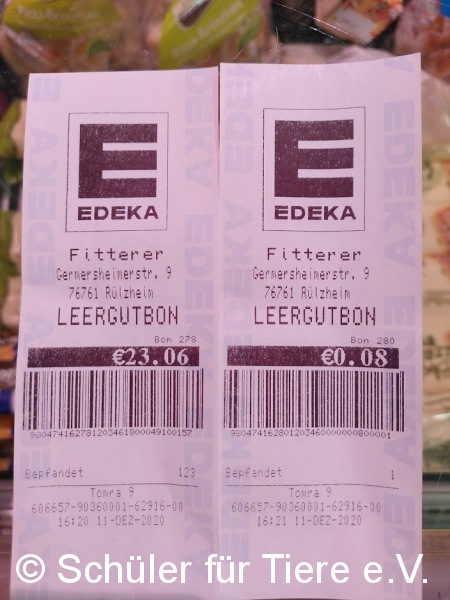 EDEKA
Fitterer
Germersheimerstr. 9
76761 Rülzheim
LEERGUTBON
Bon 278
€23.06
Bepfandet 123
Tomra 9
606657-90360001-62916-00
16:20 11-DEZ-2020
EDEKA
Fitterer
Germersheimerstr. 9
76761 Rülzheim
LEERGUTBON
Bon 280
€0.08
Bepfandet 1
Tomra 9
606657-90360001-62916-00
16:21 11-DEZ-2020
© Schüler für Tiere e.V.